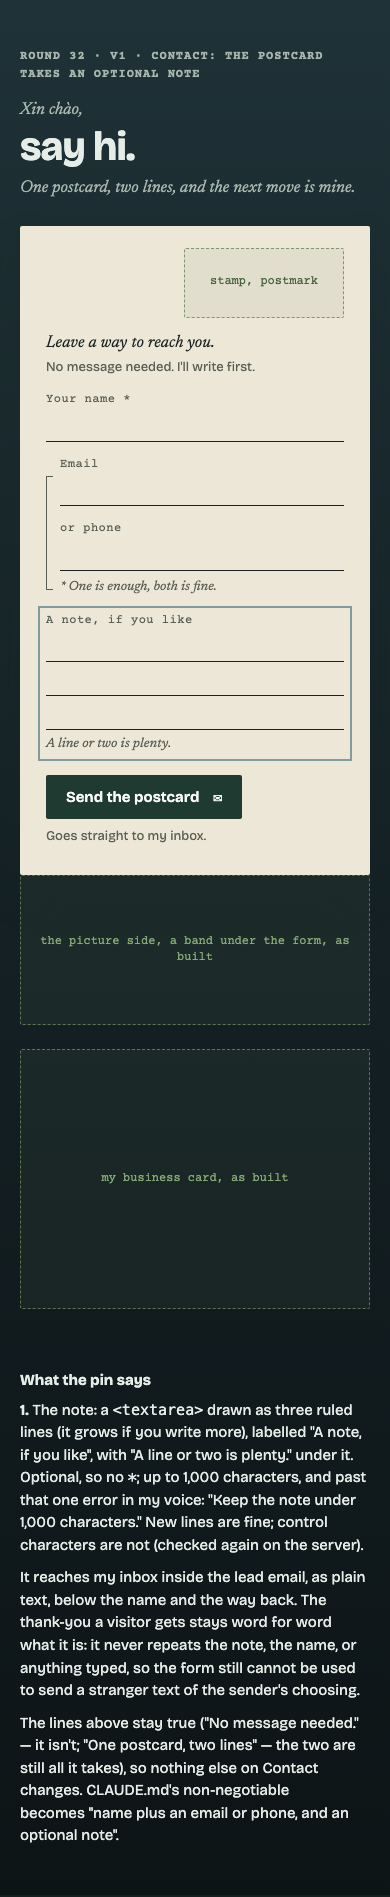 ROUND 32 · V1 · CONTACT: THE POSTCARD
TAKES AN OPTIONAL NOTE
Xin chào,
say hi.
One postcard, two lines, and the next move is mine.
stamp, postmark
Leave a way to reach you.
No message needed. I'll write first.
Your name *
Email
or phone
* One is enough, both is fine.
A note, if you like
A line or two is plenty.
Send the postcard ✉
Goes straight to my inbox.
the picture side, a band under the form, as
built
my business card, as built
What the pin says
1. The note: a <textarea> drawn as three ruled
lines (it grows if you write more), labelled "A note,
if you like", with "A line or two is plenty." under it.
Optional, so no *; up to 1,000 characters, and past
that one error in my voice: "Keep the note under
1,000 characters." New lines are fine; control
characters are not (checked again on the server).
It reaches my inbox inside the lead email, as plain
text, below the name and the way back. The
thank-you a visitor gets stays word for word
what it is: it never repeats the note, the name, or
anything typed, so the form still cannot be used
to send a stranger text of the sender's choosing.
The lines above stay true ("No message needed."
— it isn't; "One postcard, two lines" — the two are
still all it takes), so nothing else on Contact
changes. CLAUDE.md's non-negotiable
becomes "name plus an email or phone, and an
optional note".